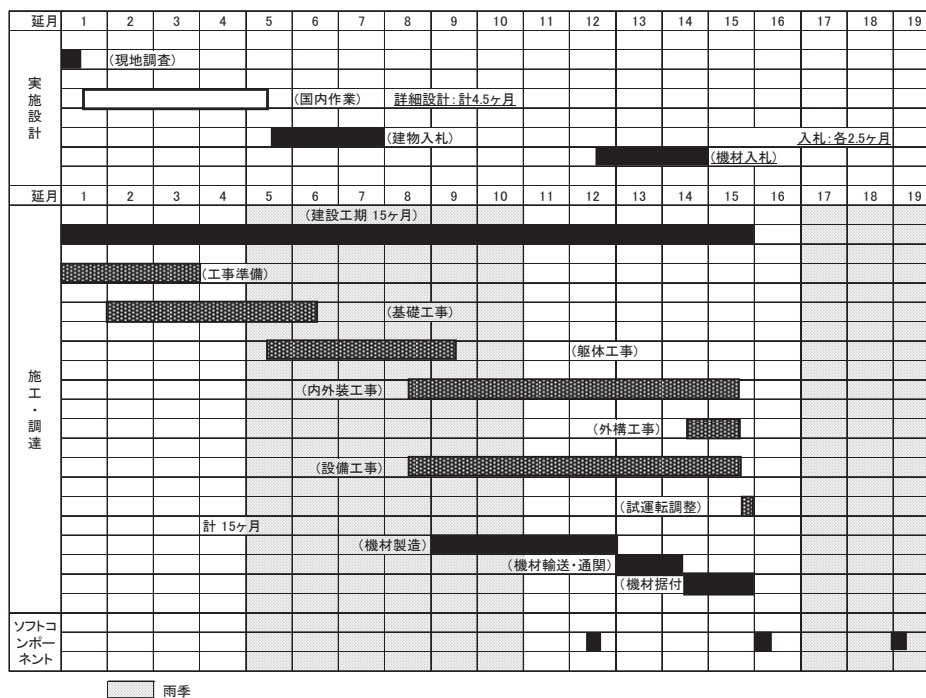 延月 1 2 3 4 5 6 7 8 9 10 11 12 13 14 15 16 17 18 19
実施設計
(現地調査)
(国内作業) 詳細設計:計4.5ヶ月
(建物入札) 入札:各2.5ヶ月
(機材入札)
延月 1 2 3 4 5 6 7 8 9 10 11 12 13 14 15 16 17 18 19
施工・調達
(建設工期 15ヶ月)
(工事準備)
(基礎工事)
(躯体工事)
(内外装工事)
(外構工事)
(設備工事)
(試運転調整)
計 15ヶ月
(機材製造)
(機材輸送・通関)
(機材据付
ソフトコ
ンポー
ネント
雨季